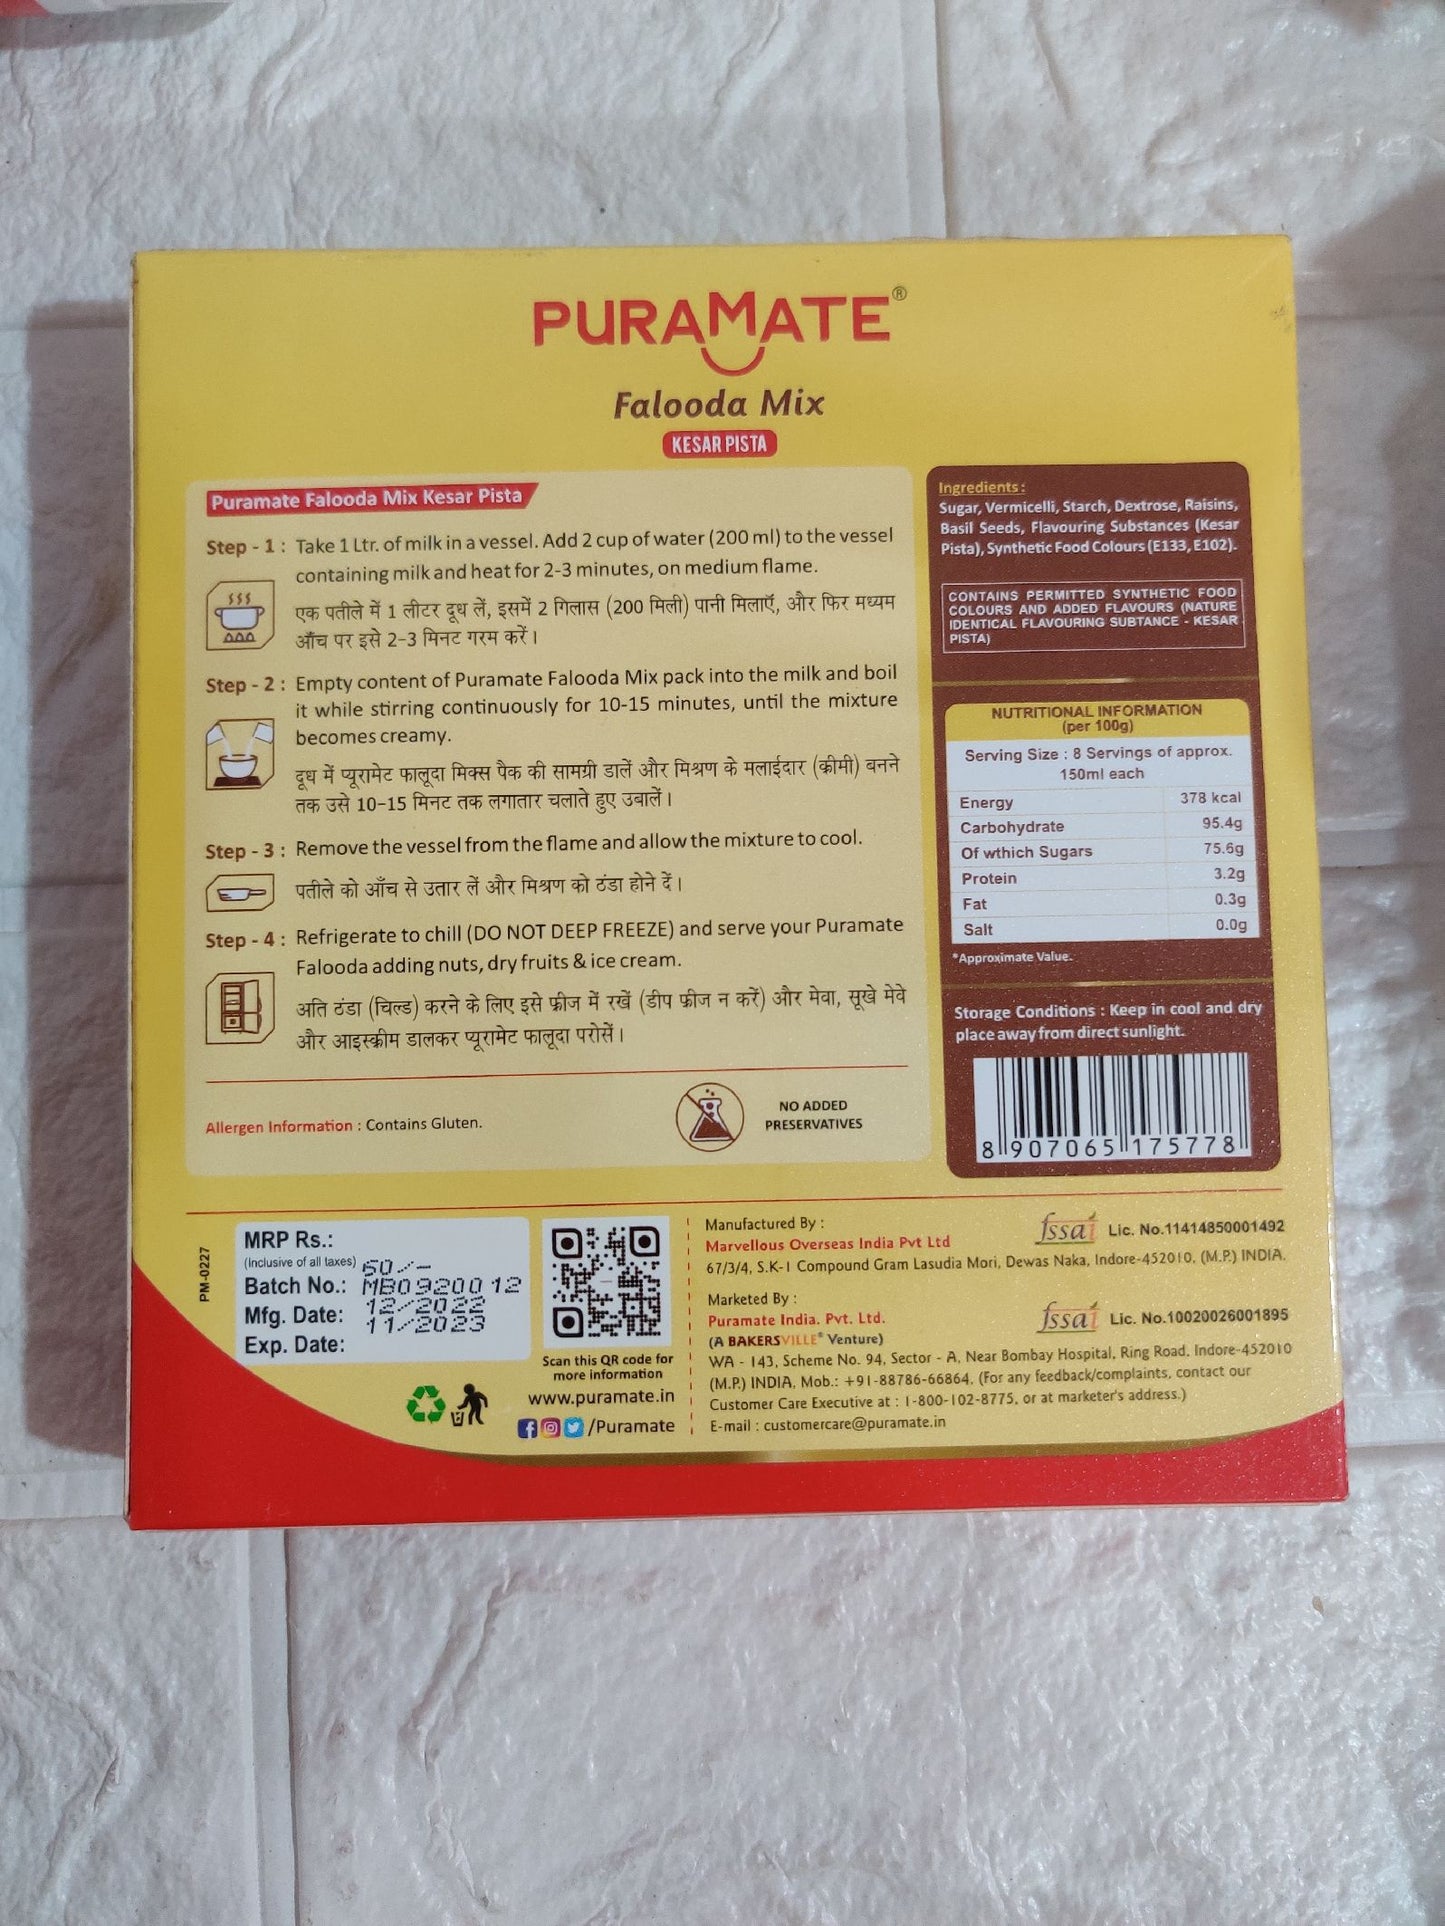 PURAMATE®
Falooda Mix
KESAR PISTA
Puramate Falooda Mix Kesar Pista
Step - 1 : Take 1 Ltr. of milk in a vessel. Add 2 cup of water (200 ml) to the vessel
containing milk and heat for 2-3 minutes, on medium flame.
एक पतीले में 1 लीटर दूध लें, इसमें 2 गिलास (200 मिली) पानी मिलाऍं, और फिर मध्यम
आँच पर इसे 2-3 मिनट गरम करें।
Step - 2 : Empty content of Puramate Falooda Mix pack into the milk and boil
it while stirring continuously for 10-15 minutes, until the mixture
becomes creamy.
दूध में प्यूरामेट फालूदा मिक्स पैक की सामग्री डालें और मिश्रण के मलाईदार (क्रीमी) बनने
तक उसे 10-15 मिनट तक लगातार चलाते हुए उबालें।
Step - 3 : Remove the vessel from the flame and allow the mixture to cool.
पतीले को आँच से उतार लें और मिश्रण को ठंडा होने दें।
Step - 4 : Refrigerate to chill (DO NOT DEEP FREEZE) and serve your Puramate
Falooda adding nuts, dry fruits & ice cream.
अति ठंडा (चिल्ड) करने के लिए इसे फ्रीज में रखें (डीप फ्रीज न करें) और मेवा, सूखे मेवे
और आइस्क्रीम डालकर प्यूरामेट फालूदा परोसें।
Allergen Information : Contains Gluten.
NO ADDED
PRESERVATIVES
Ingredients :
Sugar, Vermicelli, Starch, Dextrose, Raisins,
Basil Seeds, Flavouring Substances (Kesar
Pista), Synthetic Food Colours (E133, E102).
CONTAINS PERMITTED SYNTHETIC FOOD
COLOURS AND ADDED FLAVOURS (NATURE
IDENTICAL FLAVOURING SUBTANCE - KESAR
PISTA)
NUTRITIONAL INFORMATION
(per 100g)
Serving Size : 8 Servings of approx.
150ml each
Energy 378 kcal
Carbohydrate 95.4g
Of wthich Sugars 75.6g
Protein 3.2g
Fat 0.3g
Salt 0.0g
*Approximate Value.
Storage Conditions : Keep in cool and dry
place away from direct sunlight.
8 907065 175778
PM-0227
MRP Rs.:
(Inclusive of all taxes) 60/-
Batch No.: MB0920012
Mfg. Date: 12/2022
Exp. Date: 11/2023
Scan this QR code for
more information
www.puramate.in
/Puramate
Manufactured By :
Marvellous Overseas India Pvt Ltd
fssai Lic. No.11414850001492
67/3/4, S.K-I Compound Gram Lasudia Mori, Dewas Naka, Indore-452010, (M.P.) INDIA.
Marketed By :
Puramate India. Pvt. Ltd.
fssai Lic. No.10020026001895
(A BAKERSVILLE® Venture)
WA - 143, Scheme No. 94, Sector - A, Near Bombay Hospital, Ring Road, Indore-452010
(M.P.) INDIA, Mob.: +91-88786-66864, (For any feedback/complaints, contact our
Customer Care Executive at : 1-800-102-8775, or at marketer's address.)
E-mail : customercare@puramate.in